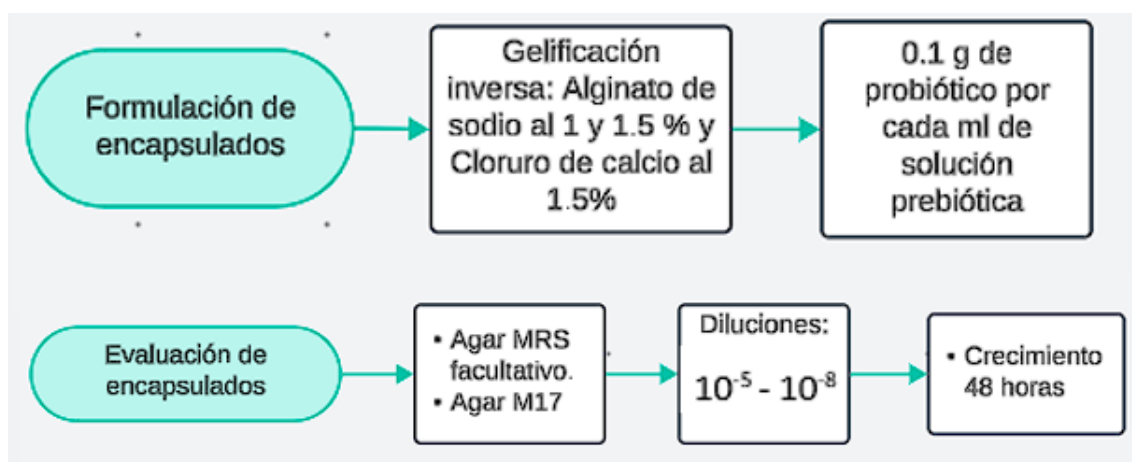 Formulación de
encapsulados
Gelificación
inversa: Alginato de
sodio al 1 y 1.5 % y
Cloruro de calcio al
1.5%
0.1 g de
probiótico por
cada ml de
solución
prebiótica
Evaluación de
encapsulados
• Agar MRS
facultativo.
• Agar M17
Diluciones:
10⁻⁵ - 10⁻⁸
• Crecimiento
48 horas